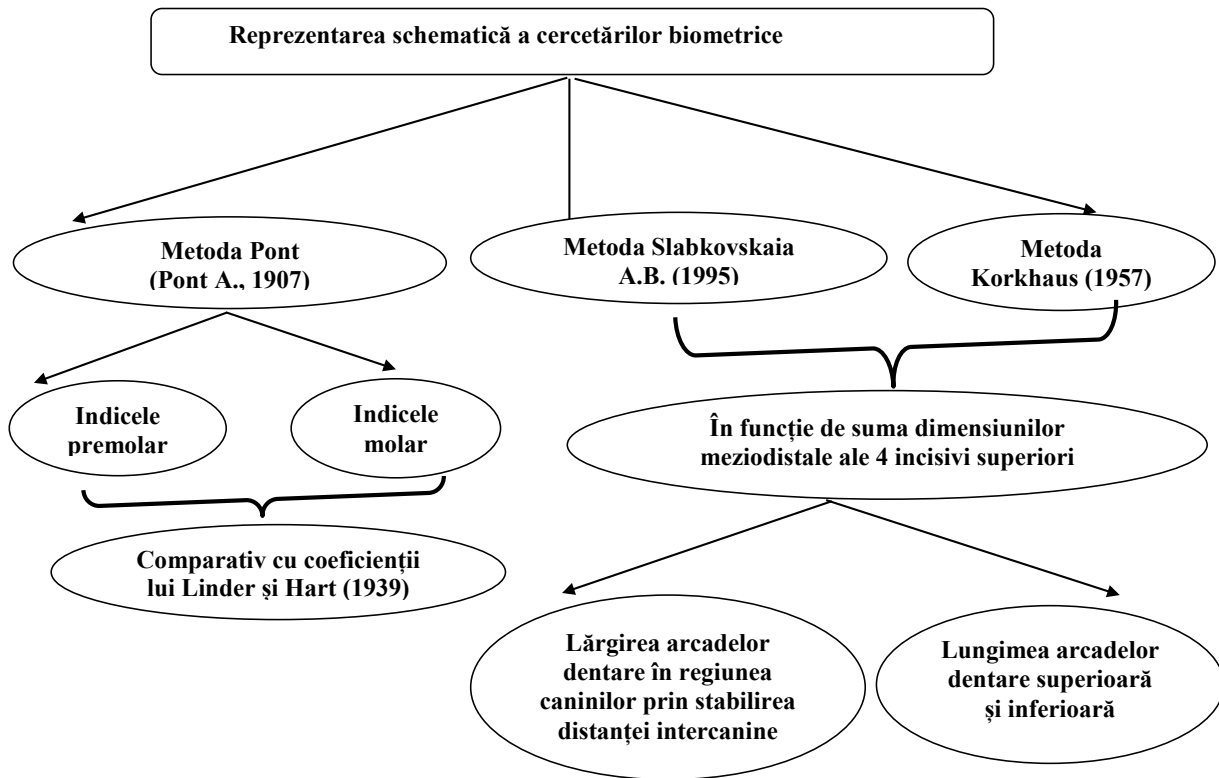 Reprezentarea schematică a cercetărilor biometrice
Metoda Pont
(Pont A., 1907)
Metoda Slabkovskaia
A.B. (1995)
Metoda
Korkhaus (1957)
Indicele
premolar
Indicele
molar
În funcție de suma dimensiunilor
meziodistale ale 4 incisivi superiori
Comparativ cu coeficienții
lui Linder și Hart (1939)
Lărgirea arcadelor
dentare în regiunea
caninilor prin stabilirea
distanței intercanine
Lungimea arcadelor
dentare superioară
și inferioară